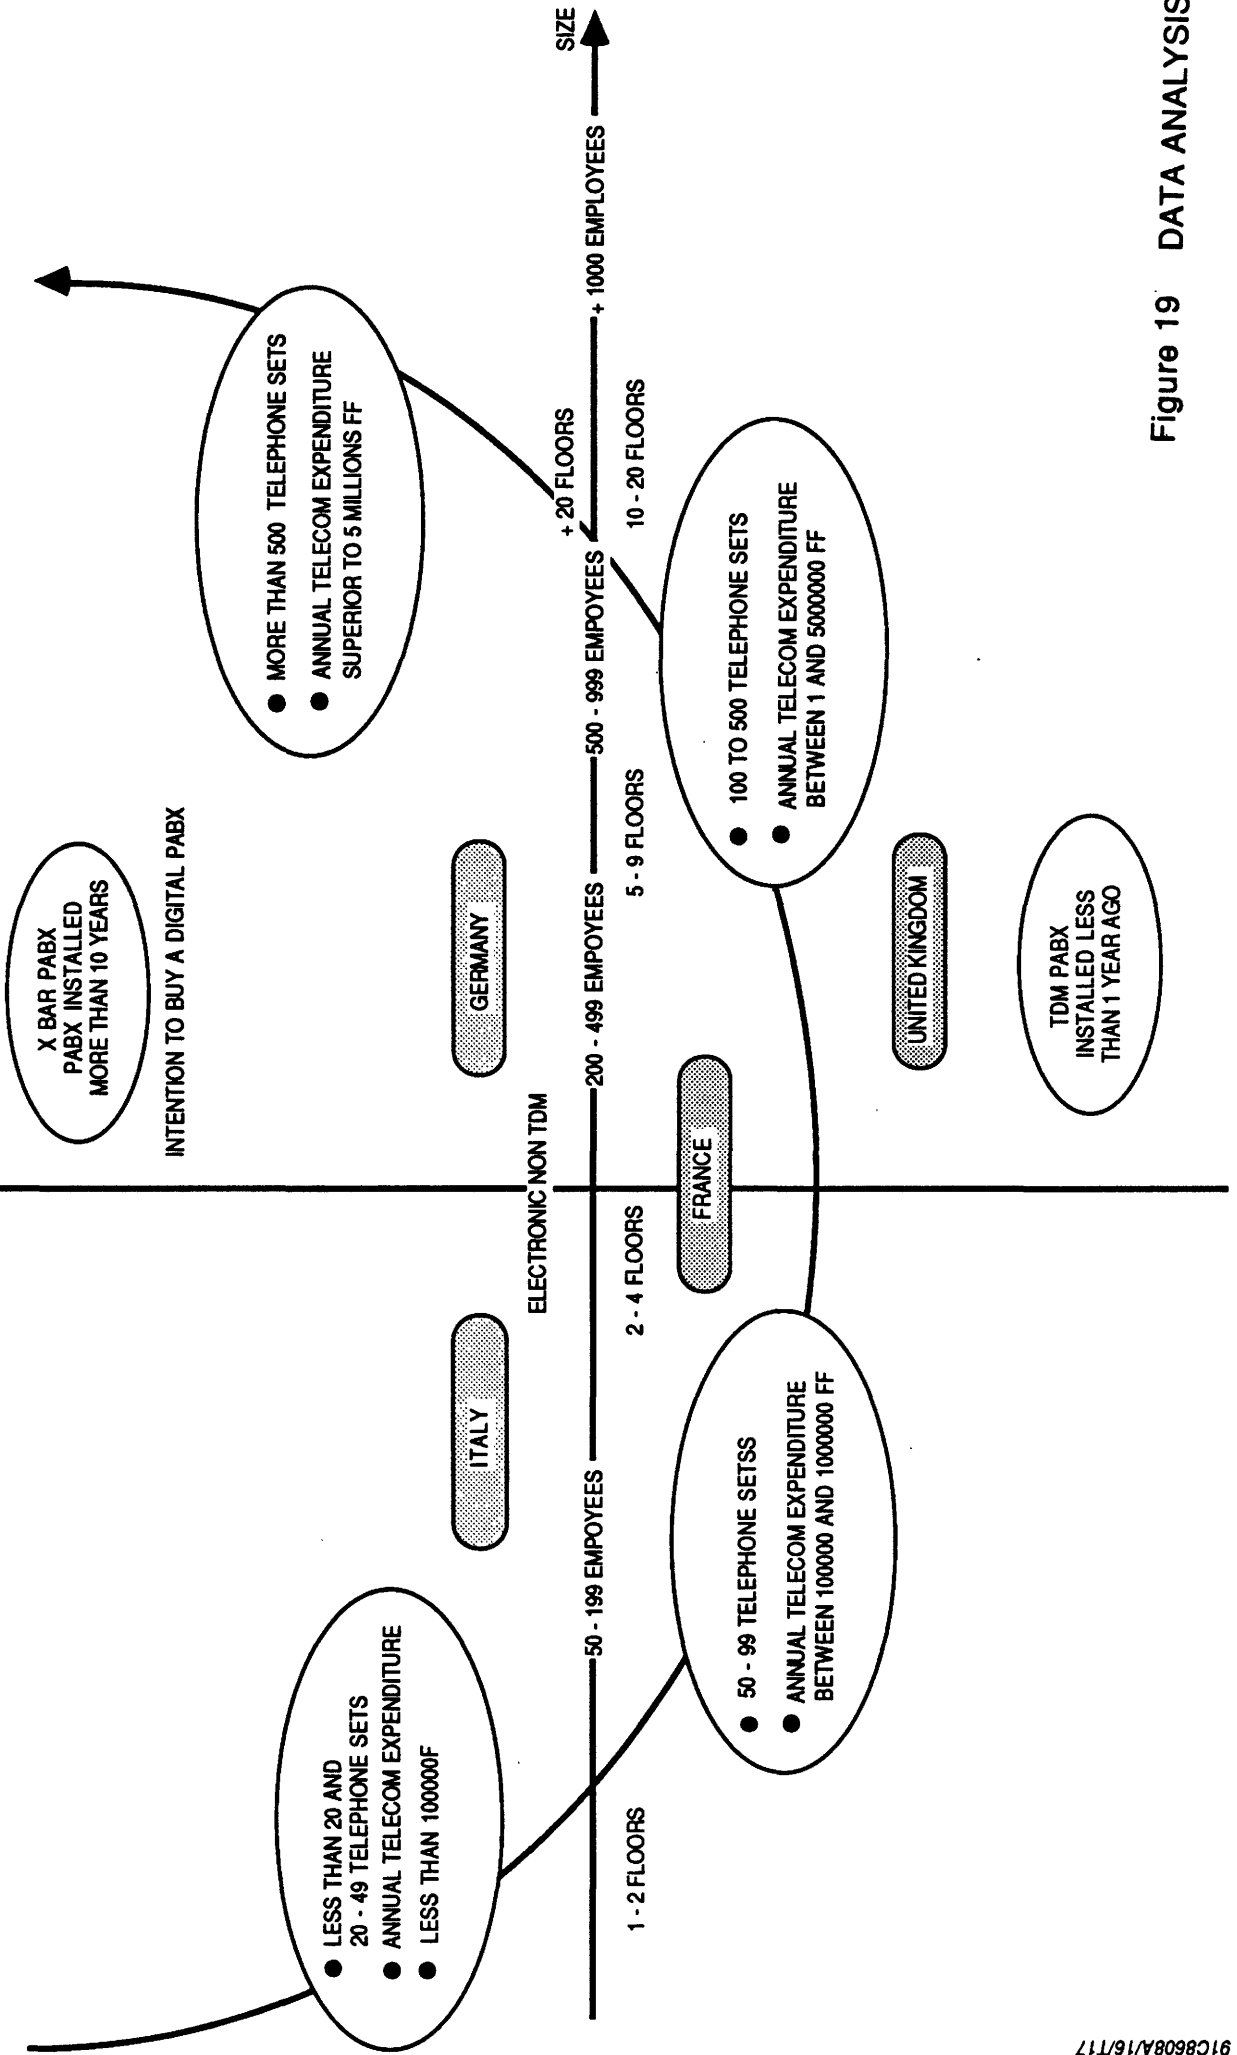 X BAR PABX
PABX INSTALLED
MORE THAN 10 YEARS
INTENTION TO BUY A DIGITAL PABX
● MORE THAN 500 TELEPHONE SETS
● ANNUAL TELECOM EXPENDITURE
SUPERIOR TO 5 MILLIONS FF
● LESS THAN 20 AND
20 - 49 TELEPHONE SETS
● ANNUAL TELECOM EXPENDITURE
● LESS THAN 100000F
ITALY
GERMANY
ELECTRONIC NON TDM
+ 20 FLOORS
SIZE
50 - 199 EMPOYEES
200 - 499 EMPOYEES
500 - 999 EMPOYEES
+ 1000 EMPLOYEES
1 - 2 FLOORS
2 - 4 FLOORS
5 - 9 FLOORS
10 - 20 FLOORS
FRANCE
● 50 - 99 TELEPHONE SETSS
● ANNUAL TELECOM EXPENDITURE
BETWEEN 100000 AND 1000000 FF
● 100 TO 500 TELEPHONE SETS
● ANNUAL TELECOM EXPENDITURE
BETWEEN 1 AND 5000000 FF
UNITED KINGDOM
TDM PABX
INSTALLED LESS
THAN 1 YEAR AGO
Figure 19 DATA ANALYSIS
91C8608A/16/T17